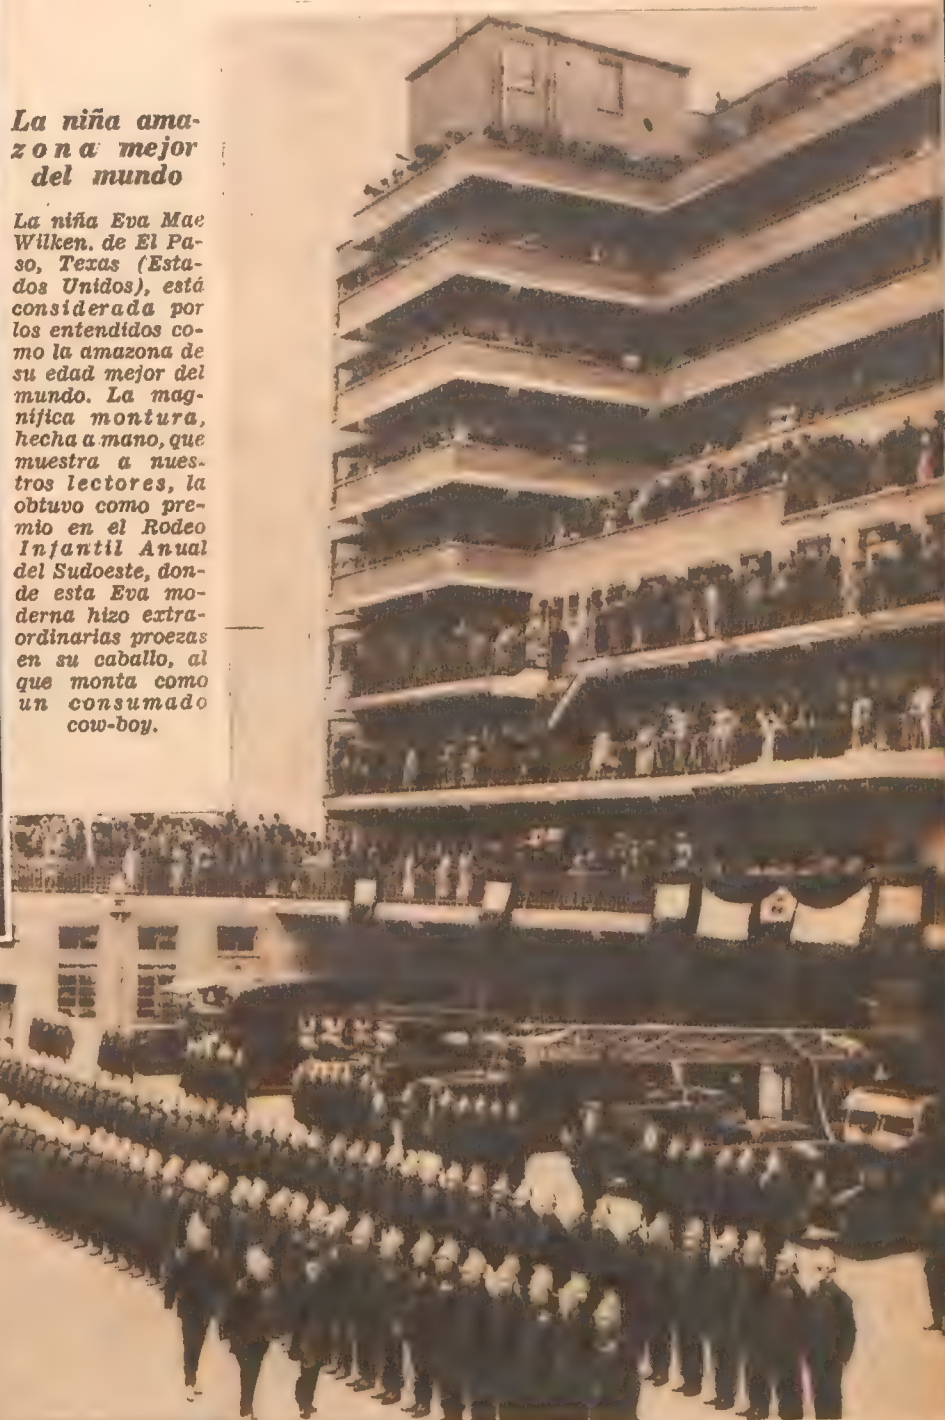 La niña ama-
zona mejor
del mundo
La niña Eva Mae
Wilken, de El Pa-
so, Texas (Esta-
dos Unidos), está
considerada por
los entendidos co-
mo la amazona de
su edad mejor del
mundo. La mag-
nífica montura,
hecha a mano, que
muestra a nues-
tros lectores, la
obtuvo como pre-
mio en el Rodeo
Infantil Anual
del Sudoeste, don-
de esta Eva mo-
derna hizo extra-
ordinarias proezas
en su caballo, al
que monta como
un consumado
cow-boy.